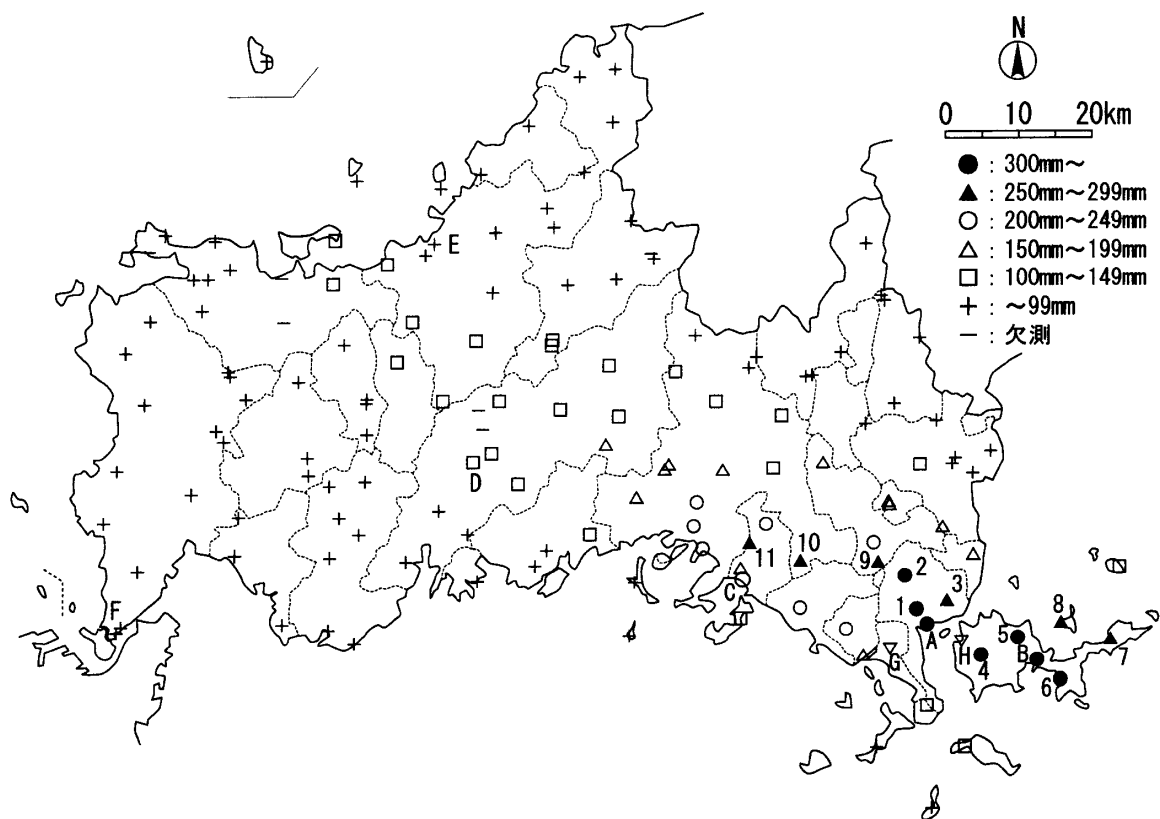 N
0 10 20km
● : 300mm~
▲ : 250mm~299mm
○ : 200mm~249mm
△ : 150mm~199mm
□ : 100mm~149mm
+ : ~99mm
− : 欠測
E
D
F
11
10
9
2
3
C
1
A
8
5
7
G
H
4
B
6